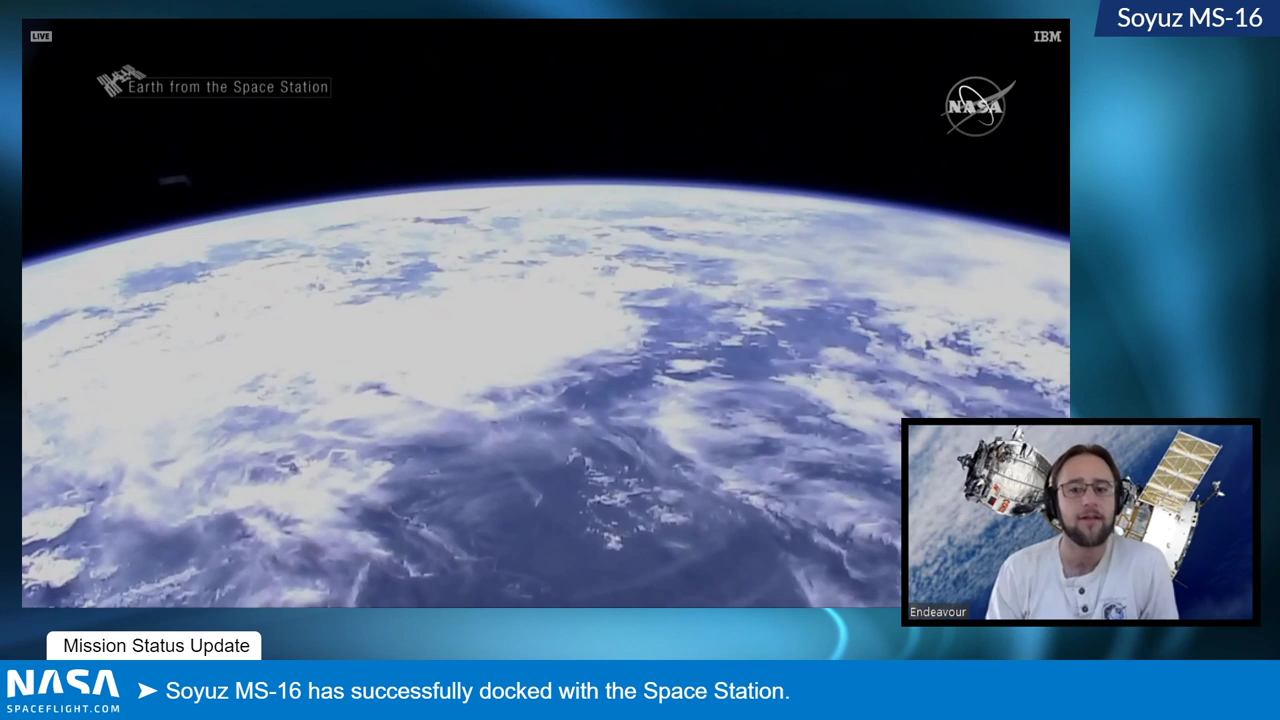 Soyuz MS-16
LIVE
IBM
Earth from the Space Station
NASA
Endeavour
Mission Status Update
NASA
SPACEFLIGHT.COM
➤ Soyuz MS-16 has successfully docked with the Space Station.